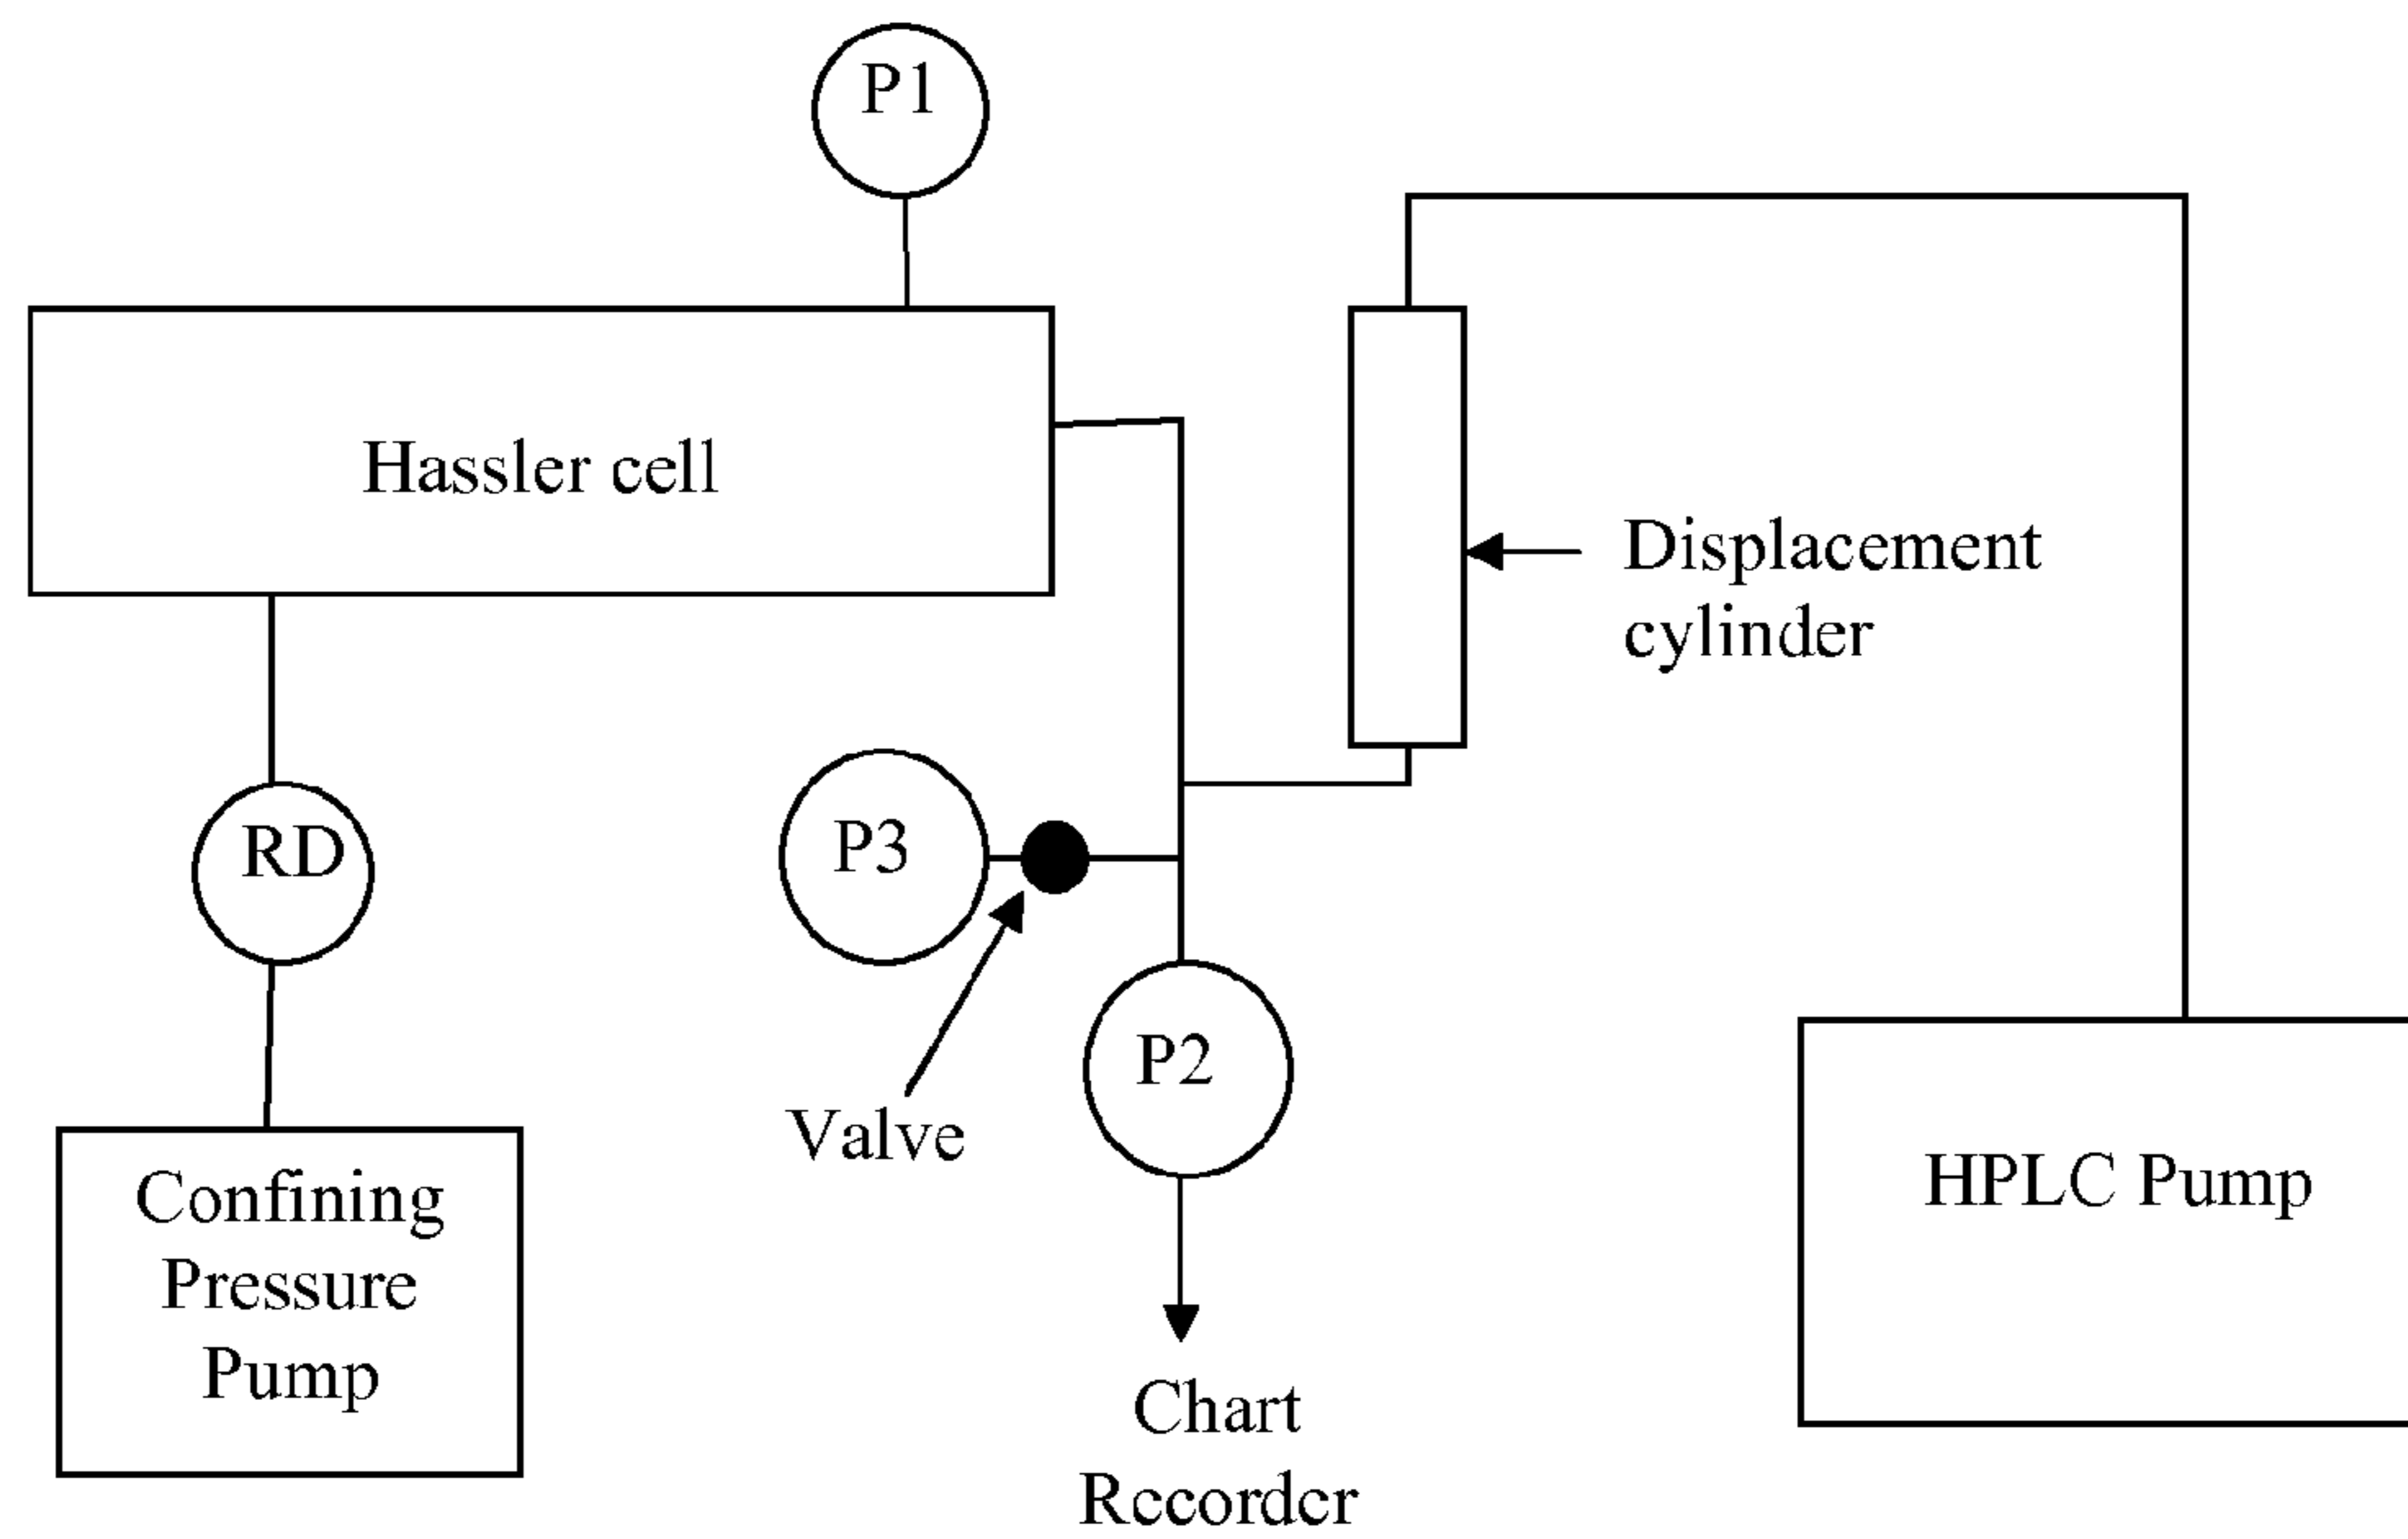 P1
Hassler cell
Displacement
cylinder
P3
RD
P2
Valve
HPLC Pump
Confining
Pressure
Pump
Chart
Recorder